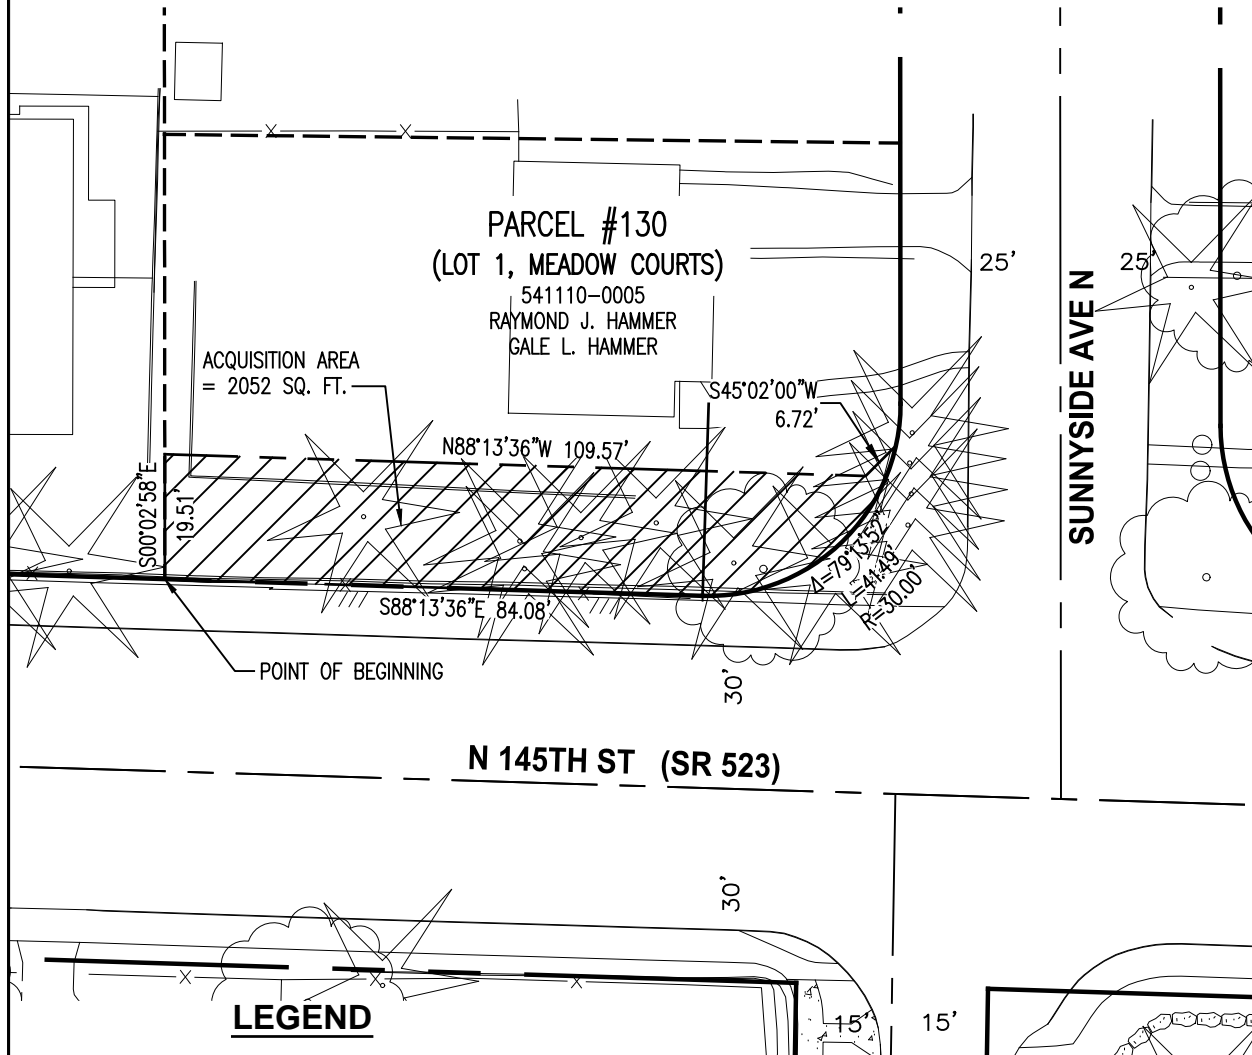 PARCEL #130
(LOT 1, MEADOW COURTS)
541110-0005
RAYMOND J. HAMMER
GALE L. HAMMER
25'
25'
SUNNYSIDE AVE N
ACQUISITION AREA
= 2052 SQ. FT.
S45°02'00"W
6.72'
N88°13'36"W 109.57'
S00°02'58"E
19.51'
Δ=79°13'52"
L=41.49'
R=30.00'
S88°13'36"E 84.08'
POINT OF BEGINNING
30'
N 145TH ST (SR 523)
30'
LEGEND
15'
15'